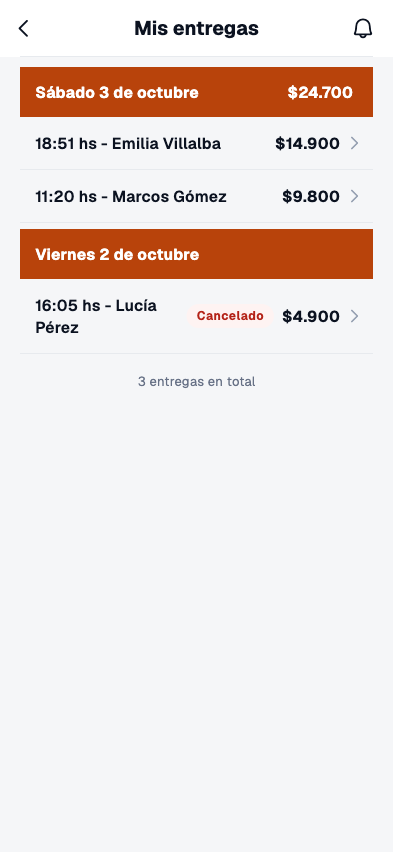 Mis entregas
Sábado 3 de octubre $24.700
18:51 hs - Emilia Villalba $14.900
11:20 hs - Marcos Gómez $9.800
Viernes 2 de octubre
16:05 hs - Lucía
Pérez
Cancelado $4.900
3 entregas en total